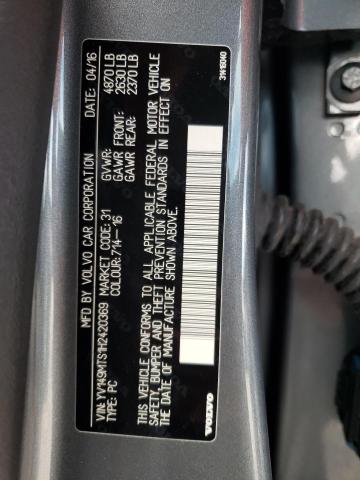 MFD BY VOLVO CAR CORPORATION DATE: 04/16
VIN: YV149MTS1H2420369 MARKET CODE: 31 GVWR: 4870 LB
TYPE: PC COLOUR: 714-16 GAWR FRONT: 2630 LB
GAWR REAR: 2370 LB
THIS VEHICLE CONFORMS TO ALL APPLICABLE FEDERAL MOTOR VEHICLE
SAFETY, BUMPER AND THEFT PREVENTION STANDARDS IN EFFECT ON
THE DATE OF MANUFACTURE SHOWN ABOVE.
VOLVO